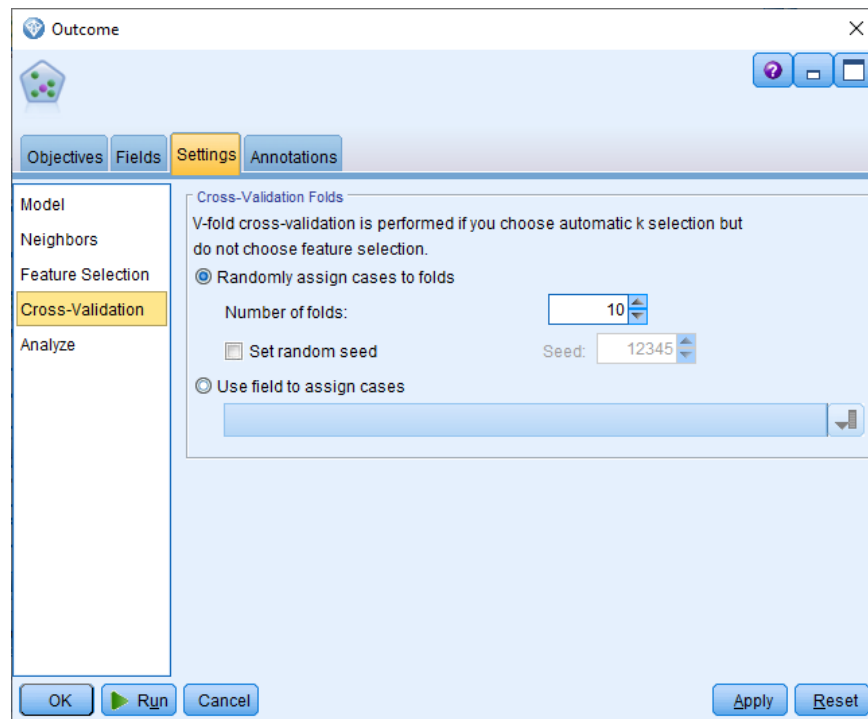 Outcome
Objectives Fields Settings Annotations
Model
Neighbors
Feature Selection
Cross-Validation
Analyze
Cross-Validation Folds
V-fold cross-validation is performed if you choose automatic k selection but
do not choose feature selection.
Randomly assign cases to folds
Number of folds: 10
Set random seed Seed: 12345
Use field to assign cases
OK Run Cancel Apply Reset